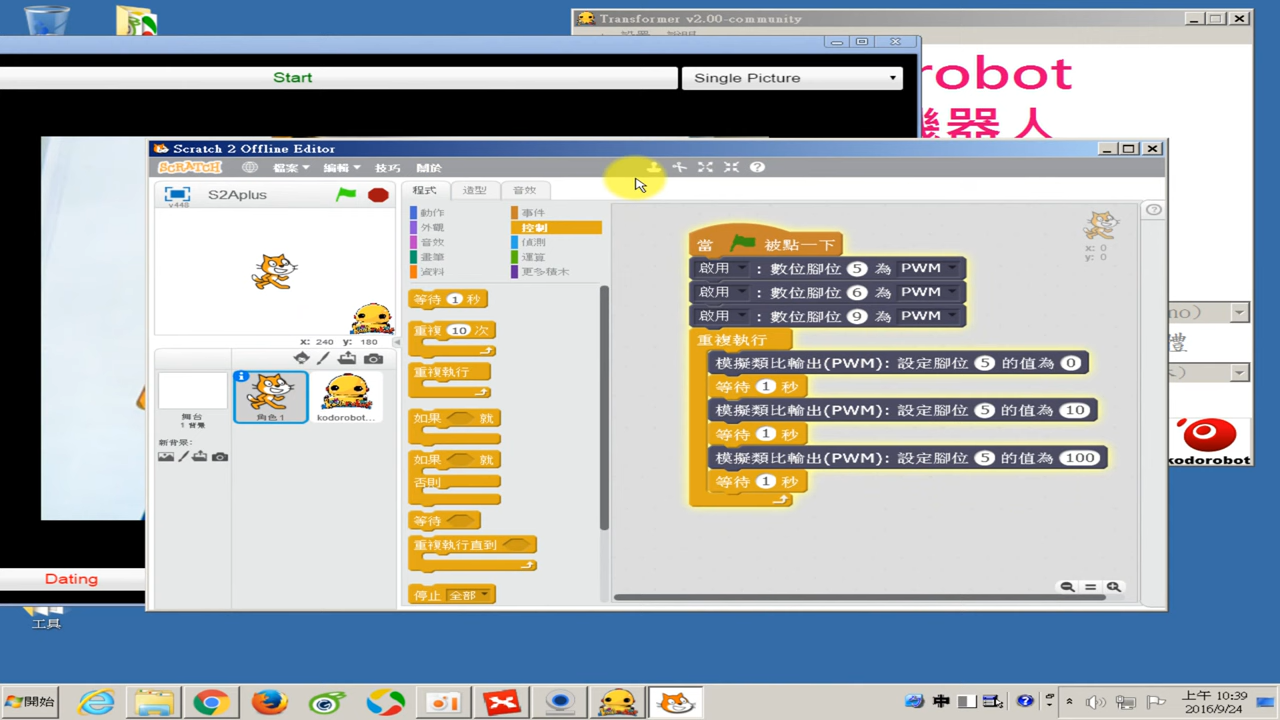 Transformer v2.00-community
Start
Single Picture
robot
機器人
Scratch 2 Offline Editor
SCRATCH
檔案
編輯
技巧
關於
S2Aplus
v448
程式
造型
音效
動作
事件
外觀
控制
音效
偵測
畫筆
運算
資料
更多積木
等待 1 秒
重複 10 次
重複執行
如果 就
如果 就
否則
等待
重複執行直到
停止 全部
x: 240 y: 180
舞台
1 背景
角色1
kodorobot...
新背景:
當 被點一下
啟用 : 數位腳位 5 為 PWM
啟用 : 數位腳位 6 為 PWM
啟用 : 數位腳位 9 為 PWM
重複執行
模擬類比輸出(PWM): 設定腳位 5 的值為 0
等待 1 秒
模擬類比輸出(PWM): 設定腳位 5 的值為 10
等待 1 秒
模擬類比輸出(PWM): 設定腳位 5 的值為 100
等待 1 秒
x: 0
y: 0
no)
禮
kodorobot
Dating
工具
開始
中
上午 10:39
2016/9/24